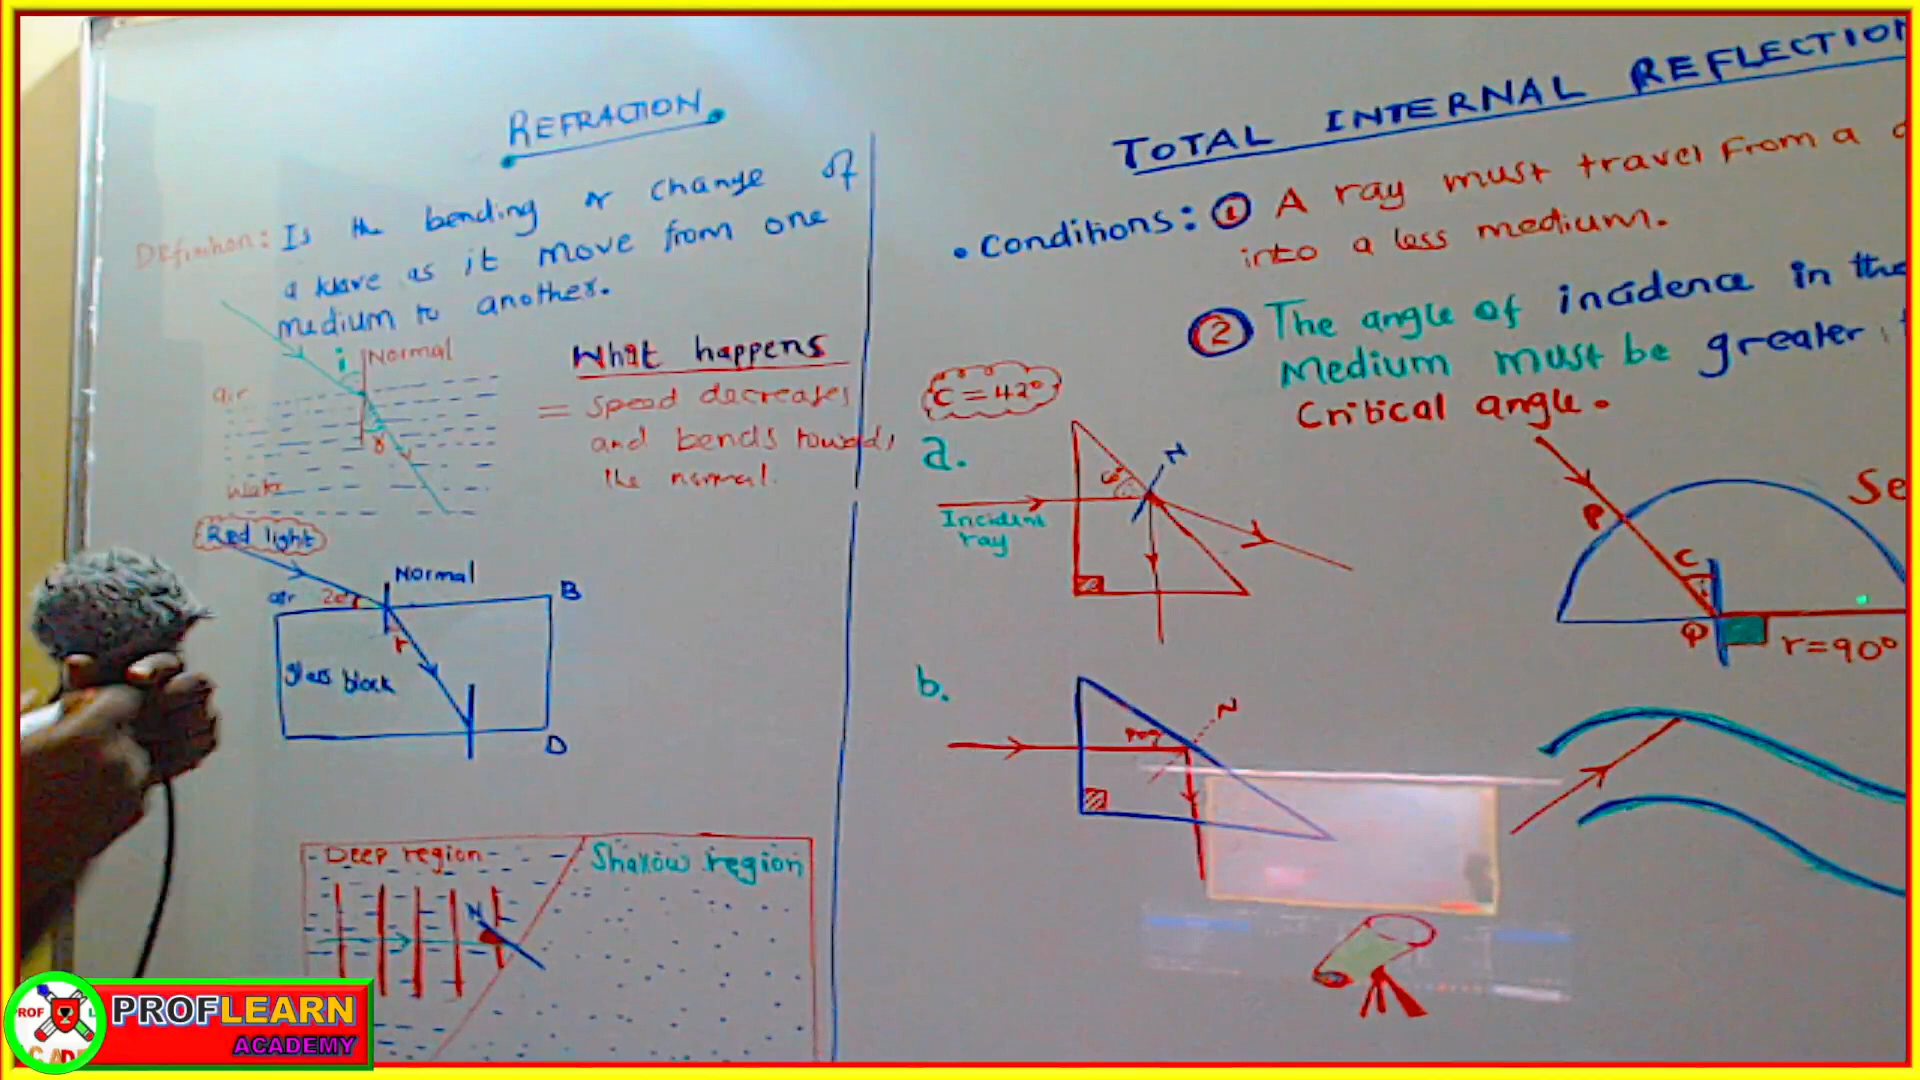 REFRACTION
Definition: Is the bending or change of
a wave as it move from one
medium to another.
i
Normal
air
r
Water
What happens
= Speed decreases
and bends towards
the normal.
Red light
Normal
air
B
r
glass block
D
Deep region
Shallow region
N
TOTAL INTERNAL REFLECTION
• Conditions: ① A ray must travel from a
into a less medium.
② The angle of incidence in the
Medium must be greater
Critical angle.
C = 42°
a.
N
Incident
ray
P
C
Q
r = 90°
Se
b.
N
PROFLEARN
ACADEMY